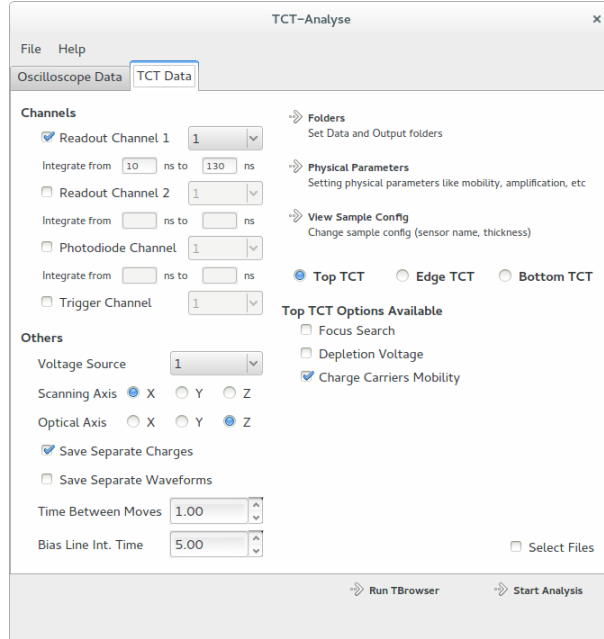 TCT-Analyse ×
File Help
Oscilloscope Data TCT Data
Channels
Readout Channel 1 1
Integrate from 10 ns to 130 ns
Readout Channel 2 1
Integrate from ns to ns
Photodiode Channel 1
Integrate from ns to ns
Trigger Channel 1
Others
Voltage Source 1
Scanning Axis X Y Z
Optical Axis X Y Z
Save Separate Charges
Save Separate Waveforms
Time Between Moves 1.00
Bias Line Int. Time 5.00
Folders
Set Data and Output folders
Physical Parameters
Setting physical parameters like mobility, amplification, etc
View Sample Config
Change sample config (sensor name, thickness)
Top TCT Edge TCT Bottom TCT
Top TCT Options Available
Focus Search
Depletion Voltage
Charge Carriers Mobility
Select Files
Run TBrowser Start Analysis